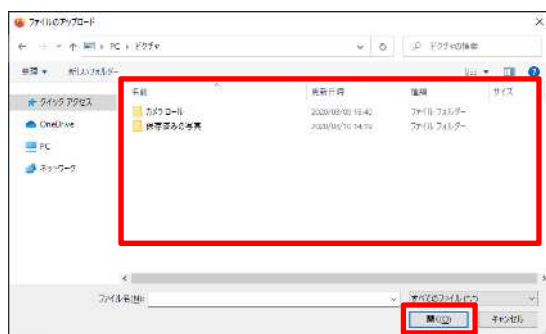 ファイルのアップロード
PC › ピクチャ
ピクチャの検索
整理
新しいフォルダー
名前
更新日時
種類
サイズ
クイック アクセス
OneDrive
PC
ネットワーク
カメラ ロール
ファイル フォルダー
保存済みの写真
ファイル フォルダー
ファイル名(N):
すべてのファイル (*.*)
開く(O)
キャンセル